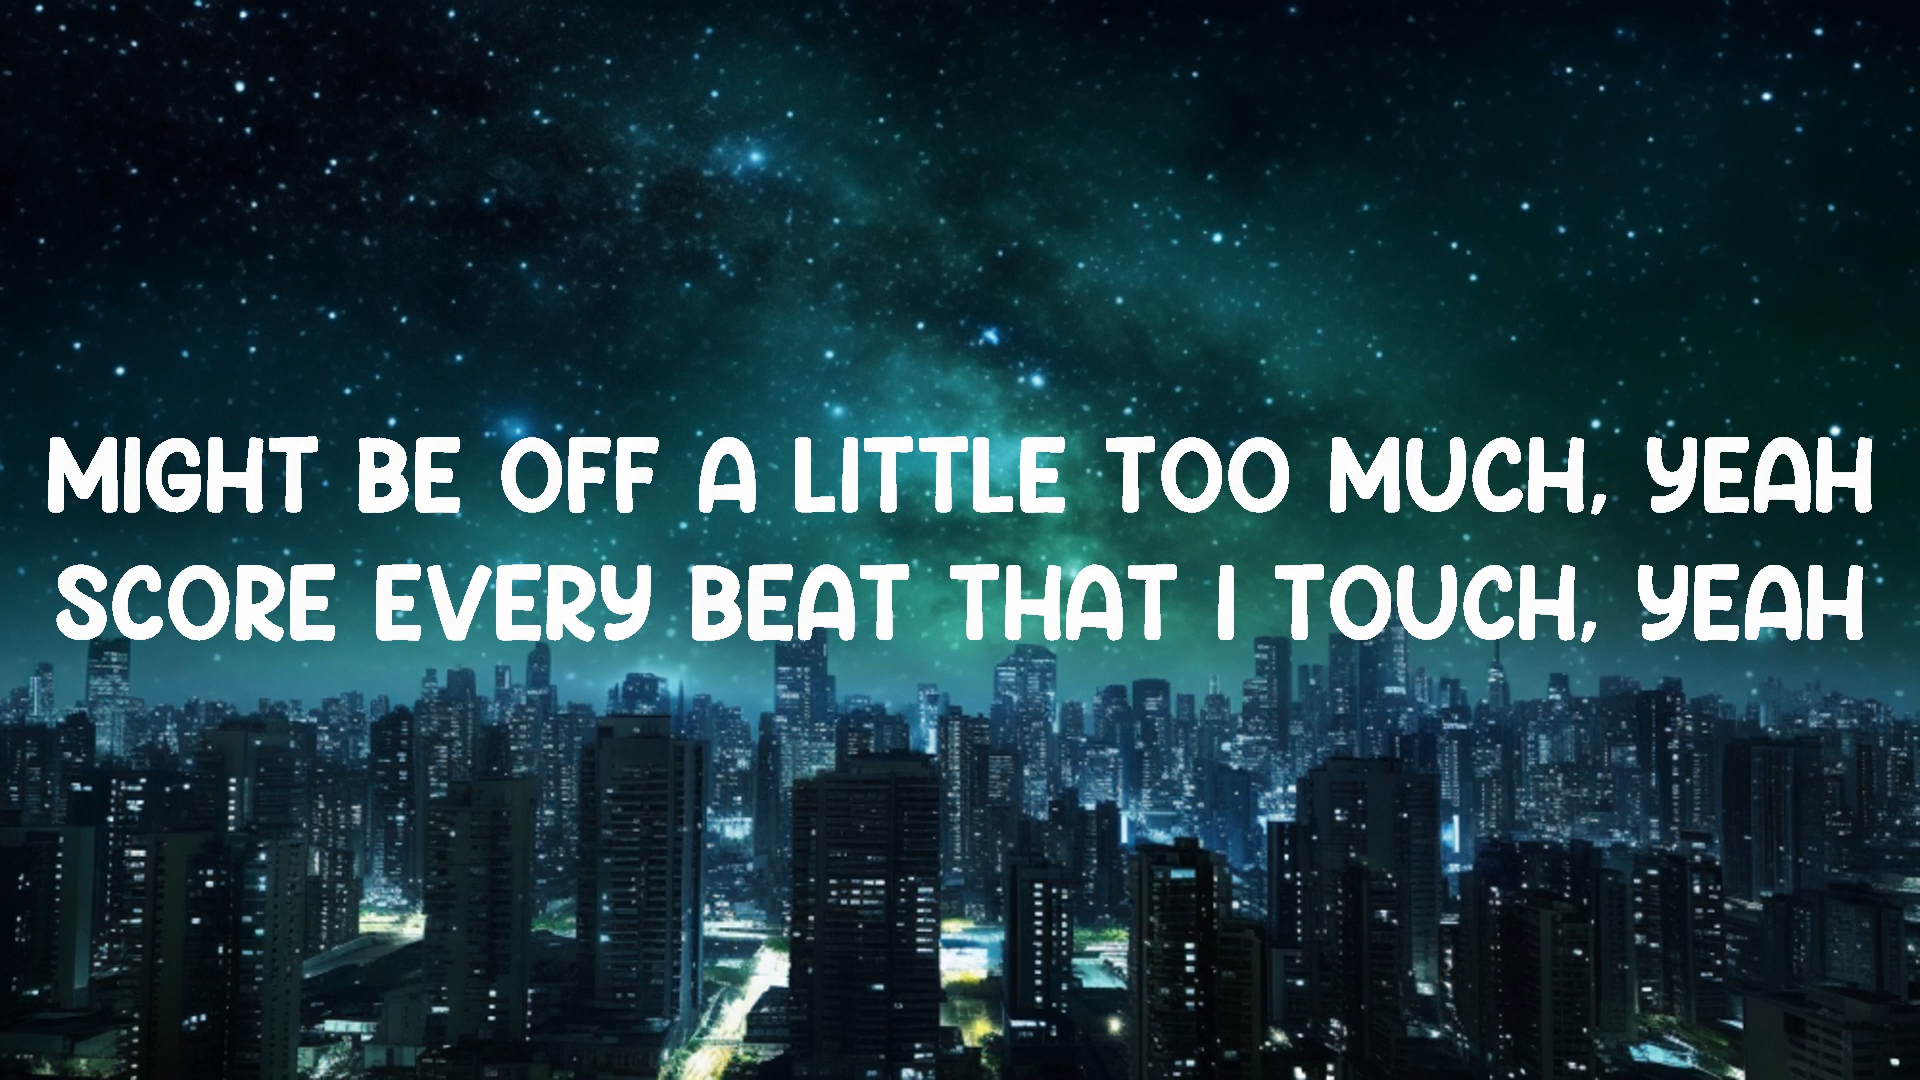 MIGHT BE OFF A LITTLE TOO MUCH, YEAH
SCORE EVERY BEAT THAT I TOUCH, YEAH